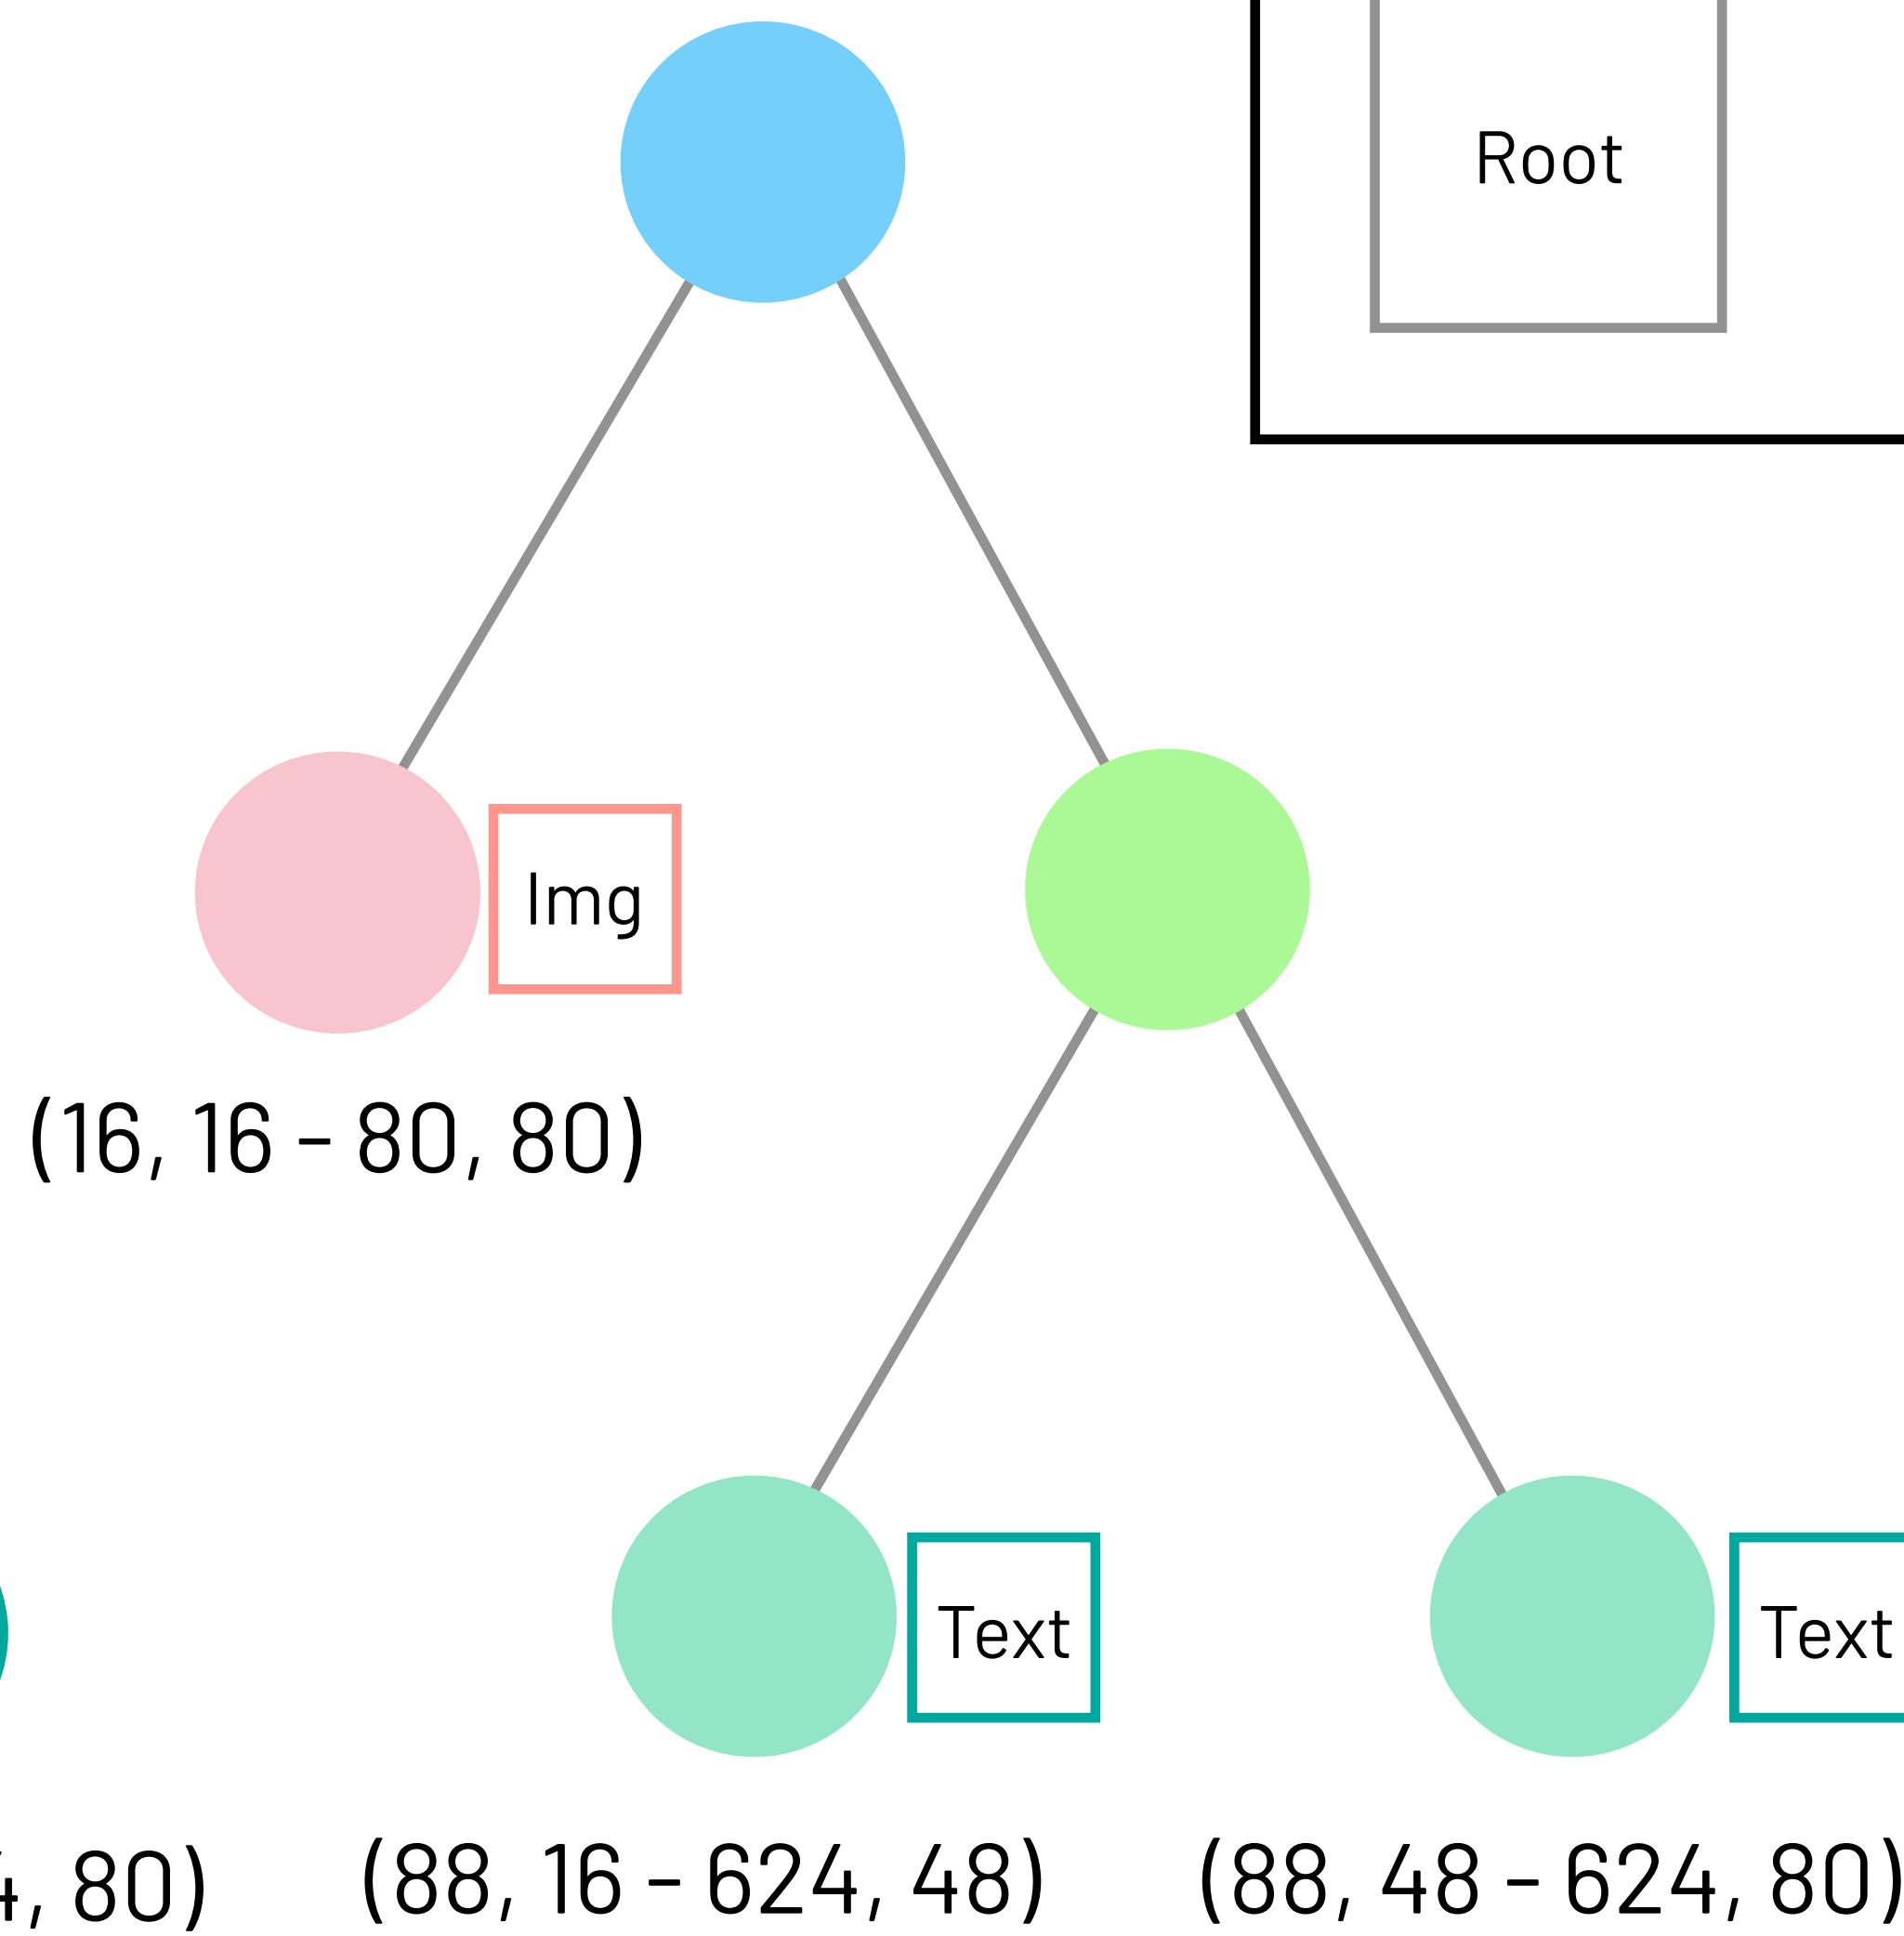 Root
Img
(16, 16 - 80, 80)
Text
Text
, 80)
(88, 16 - 624, 48)
(88, 48 - 624, 80)